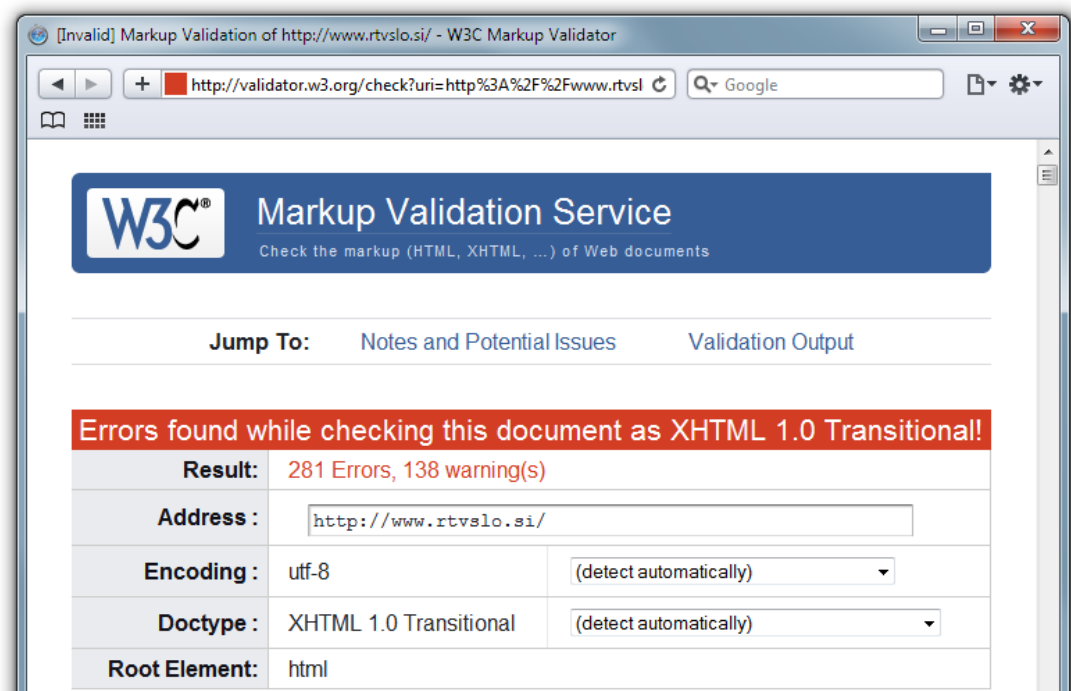 [Invalid] Markup Validation of http://www.rtvslo.si/ - W3C Markup Validator
http://validator.w3.org/check?uri=http%3A%2F%2Fwww.rtvsl
Google
W3C®
Markup Validation Service
Check the markup (HTML, XHTML, …) of Web documents
Jump To: Notes and Potential Issues Validation Output
Errors found while checking this document as XHTML 1.0 Transitional!
Result: 281 Errors, 138 warning(s)
Address : http://www.rtvslo.si/
Encoding : utf-8 (detect automatically)
Doctype : XHTML 1.0 Transitional (detect automatically)
Root Element: html